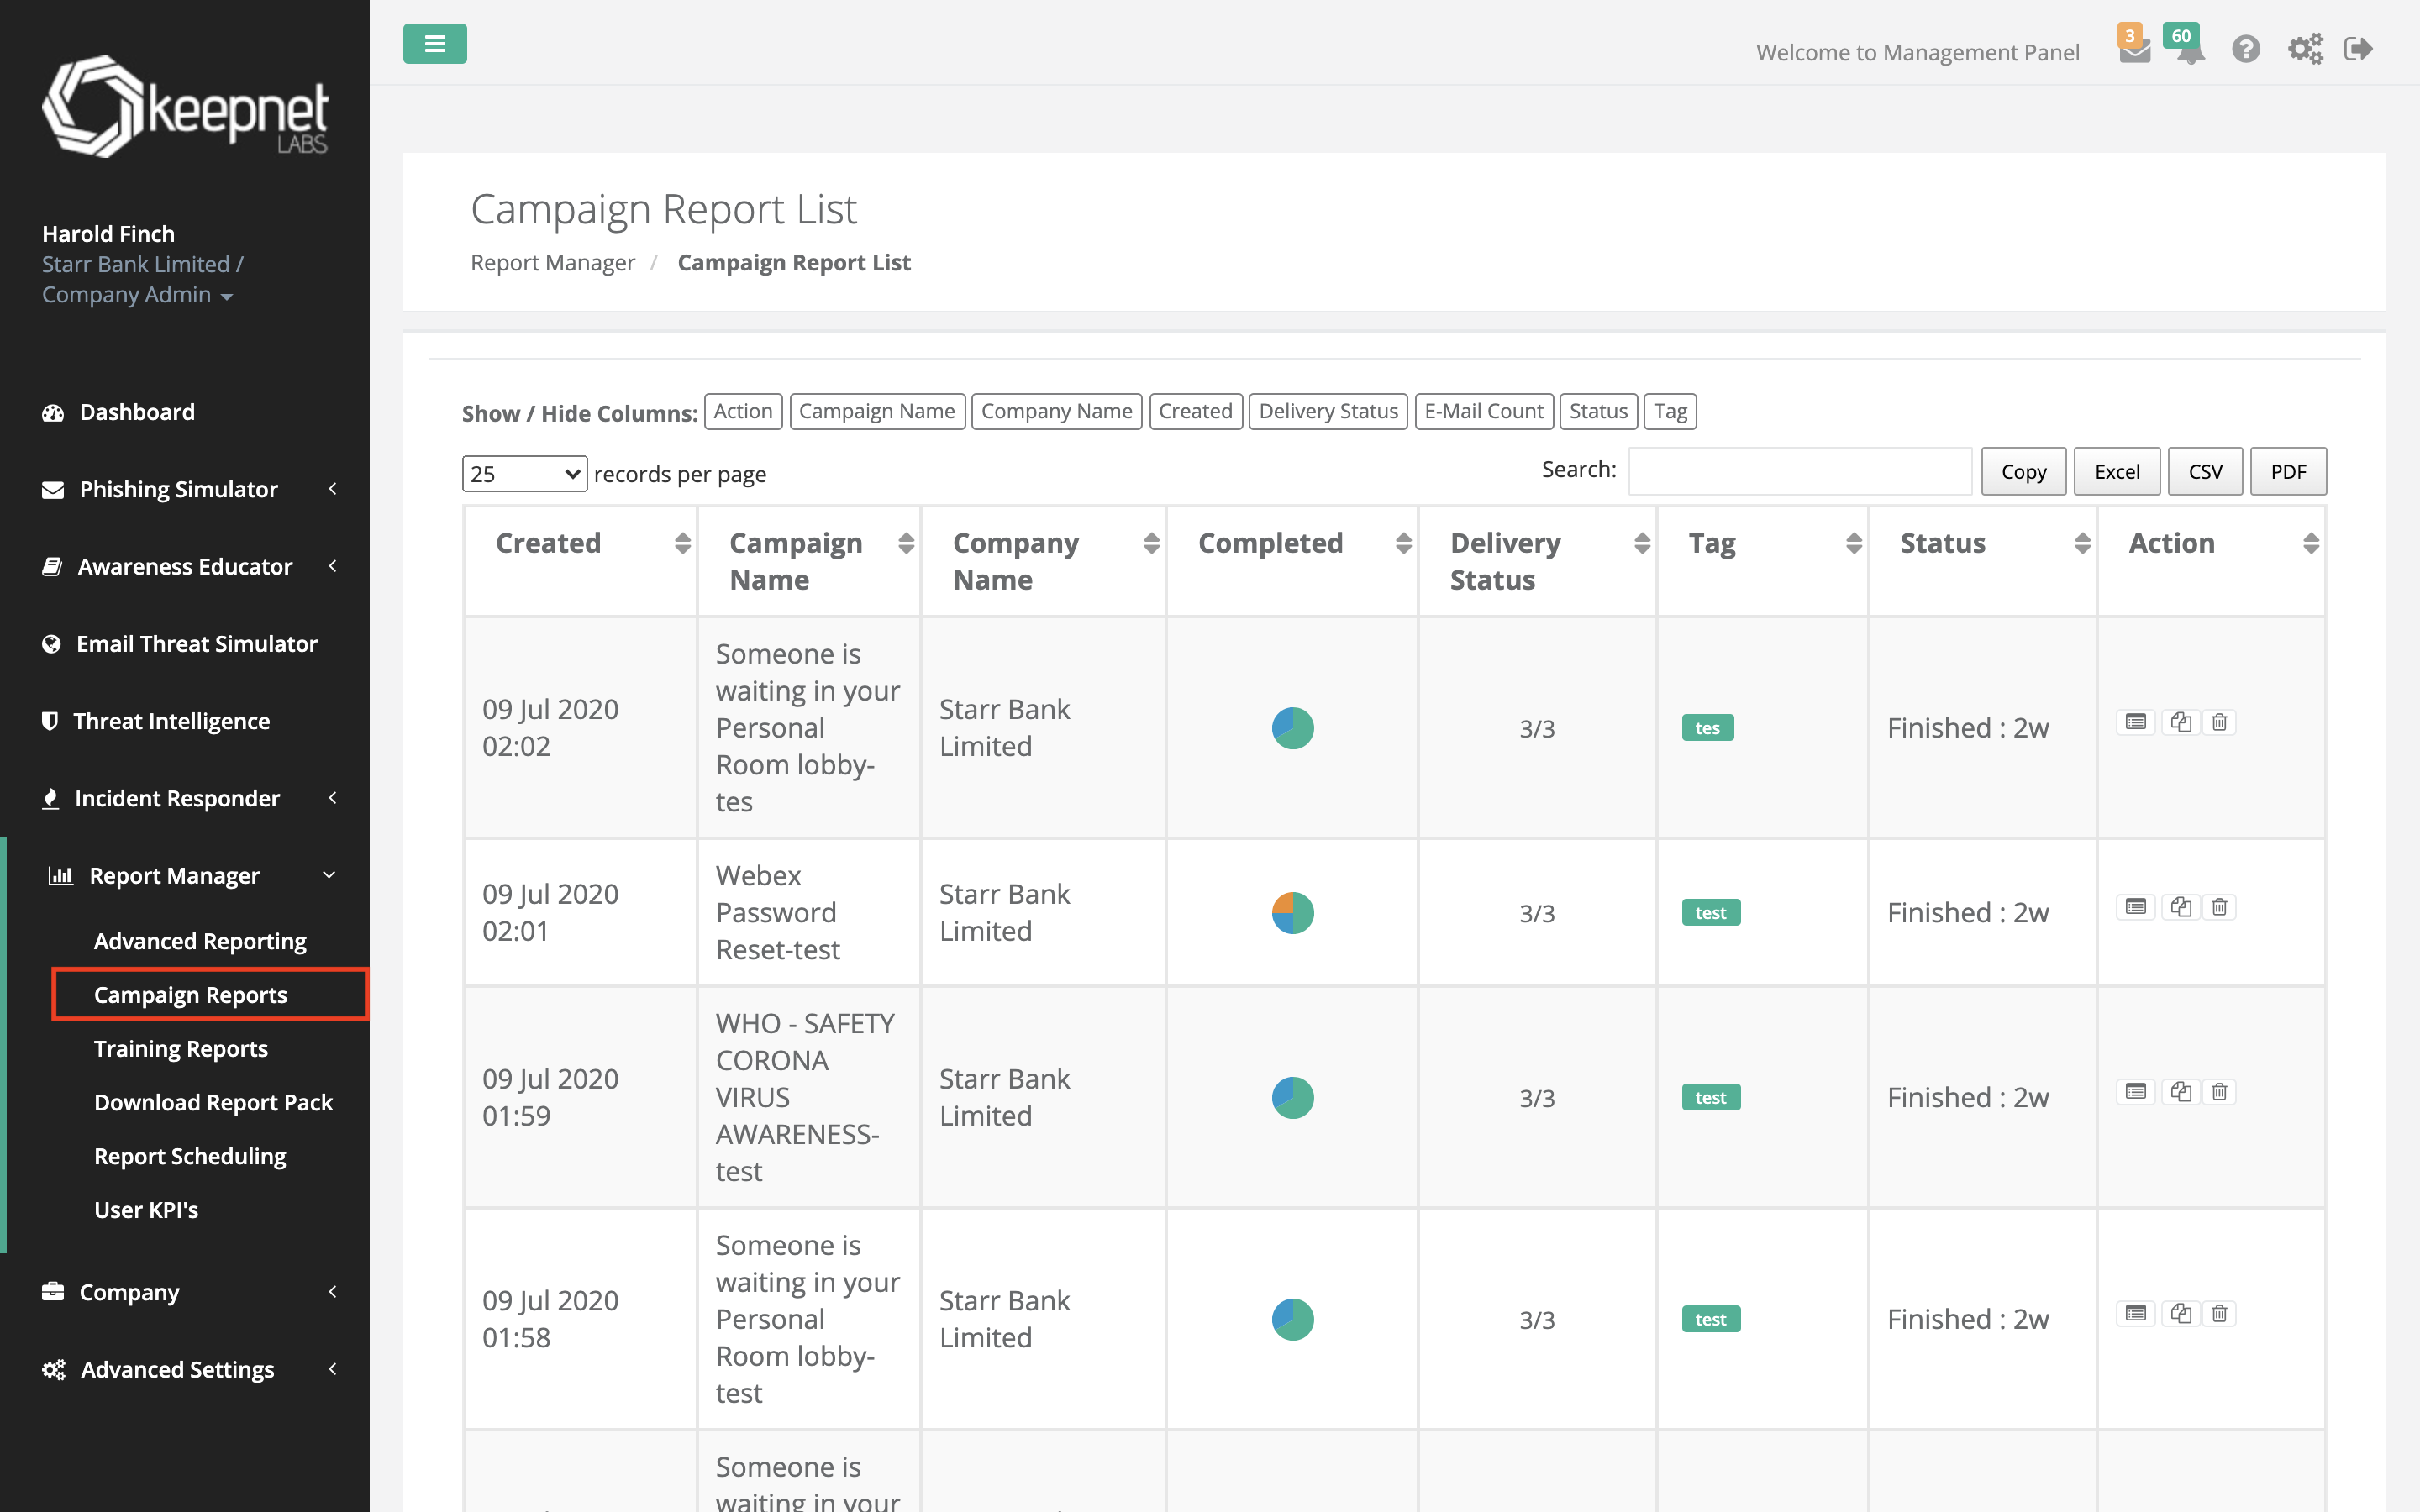 keepnet
LABS
Harold Finch
Starr Bank Limited /
Company Admin
Dashboard
Phishing Simulator
Awareness Educator
Email Threat Simulator
Threat Intelligence
Incident Responder
Report Manager
Advanced Reporting
Campaign Reports
Training Reports
Download Report Pack
Report Scheduling
User KPI's
Company
Advanced Settings
Welcome to Management Panel
3
60
Campaign Report List
Report Manager / Campaign Report List
Show / Hide Columns: Action Campaign Name Company Name Created Delivery Status E-Mail Count Status Tag
25 records per page
Search: Copy Excel CSV PDF
Created
Campaign
Name
Company
Name
Completed
Delivery
Status
Tag
Status
Action
09 Jul 2020
02:02
Someone is
waiting in your
Personal
Room lobby-
tes
Starr Bank
Limited
3/3
tes
Finished : 2w
09 Jul 2020
02:01
Webex
Password
Reset-test
Starr Bank
Limited
3/3
test
Finished : 2w
09 Jul 2020
01:59
WHO - SAFETY
CORONA
VIRUS
AWARENESS-
test
Starr Bank
Limited
3/3
test
Finished : 2w
09 Jul 2020
01:58
Someone is
waiting in your
Personal
Room lobby-
test
Starr Bank
Limited
3/3
test
Finished : 2w
Someone is
waiting in your